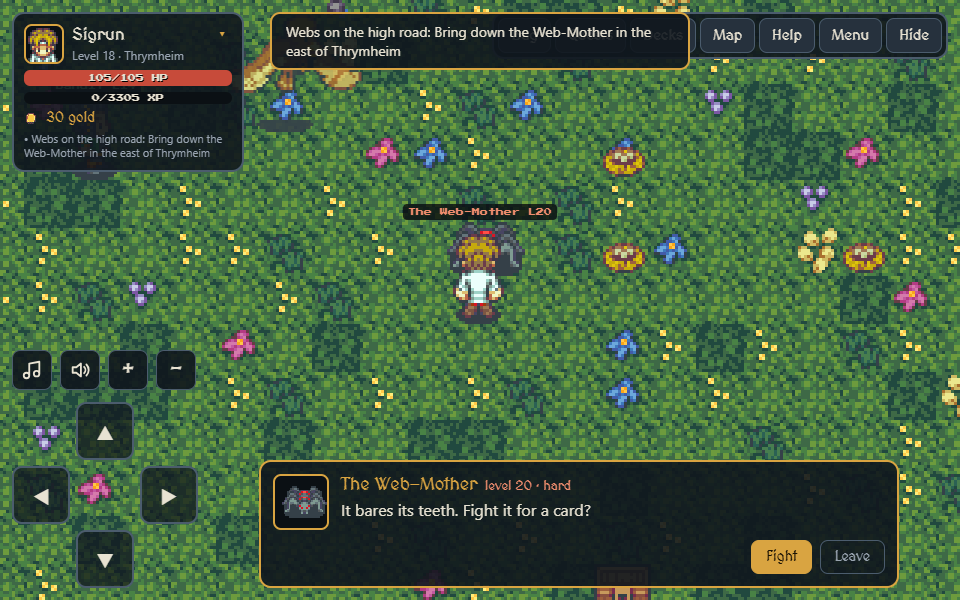 Sigrun
Level 18 · Thrymheim
105/105 HP
0/3305 XP
30 gold
• Webs on the high road: Bring down the
Web-Mother in the east of Thrymheim
Webs on the high road: Bring down the Web-Mother in the
east of Thrymheim
Map
Help
Menu
Hide
The Web-Mother L20
The Web-Mother level 20 · hard
It bares its teeth. Fight it for a card?
Fight
Leave